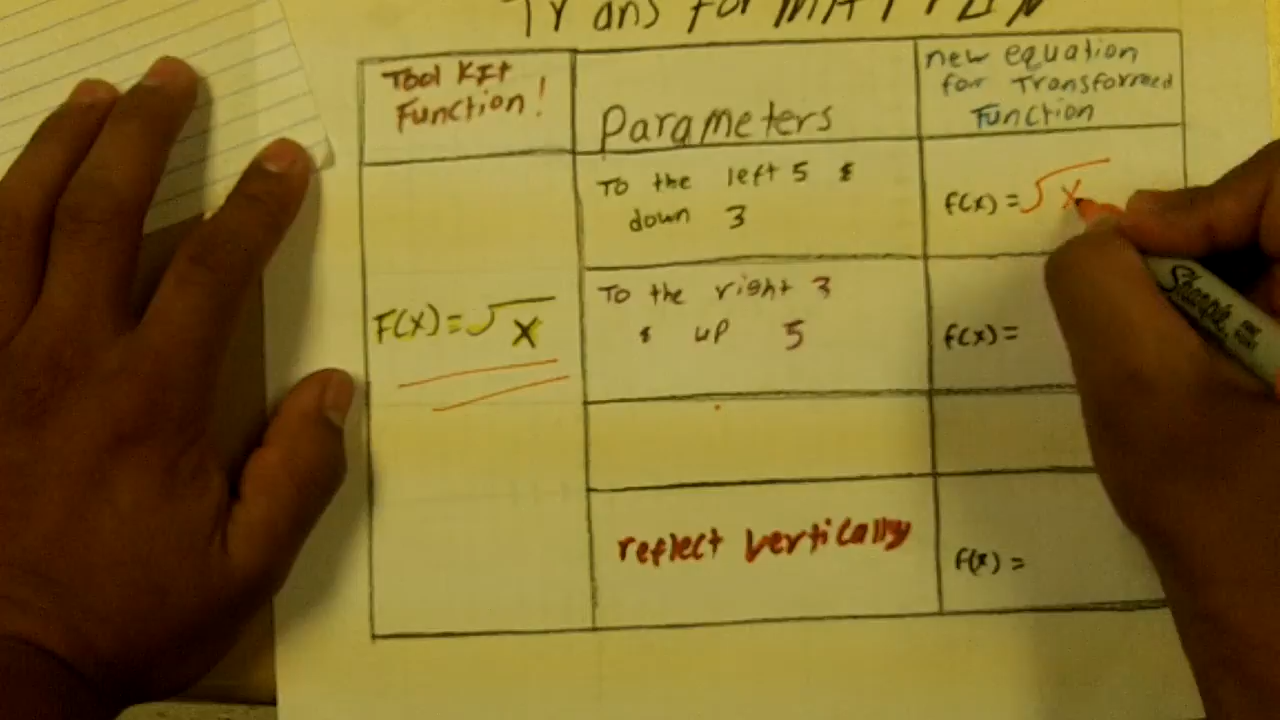 Transformation
Tool Kit
Function!
Parameters
new equation
for Transformed
Function
F(x) = √x
To the left 5 &
down 3
f(x) = √x
To the right 3
& up 5
f(x) =
reflect vertically
f(x) =
Sharpie